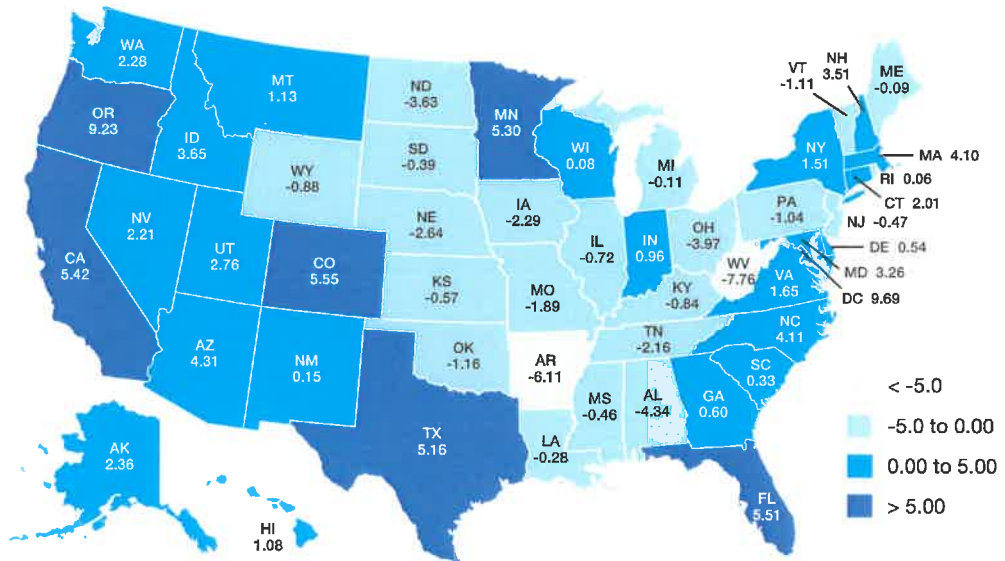 WA
2.28
OR
9.23
CA
5.42
NV
2.21
ID
3.65
MT
1.13
WY
-0.88
UT
2.76
CO
5.55
AZ
4.31
NM
0.15
ND
-3.63
SD
-0.39
NE
-2.64
KS
-0.57
OK
-1.16
TX
5.16
MN
5.30
IA
-2.29
MO
-1.89
AR
-6.11
LA
-0.28
WI
0.08
IL
-0.72
MI
-0.11
IN
0.96
OH
-3.97
KY
-0.84
TN
-2.16
MS
-0.46
AL
-4.34
GA
0.60
FL
5.51
SC
0.33
NC
4.11
VA
1.65
WV
-7.76
PA
-1.04
NY
1.51
VT
-1.11
NH
3.51
ME
-0.09
MA 4.10
RI 0.06
CT 2.01
NJ -0.47
DE 0.54
MD 3.26
DC 9.69
AK
2.36
HI
1.08
< -5.0
-5.0 to 0.00
0.00 to 5.00
> 5.00